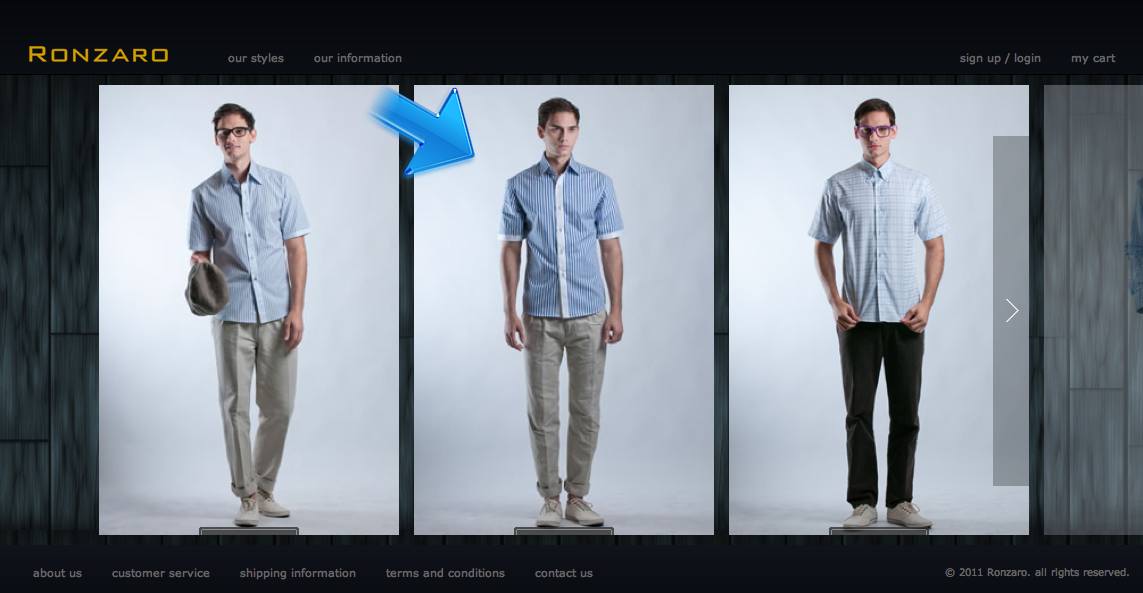 RONZARO
our styles our information sign up / login my cart
about us customer service shipping information terms and conditions contact us © 2011 Ronzaro. all rights reserved.